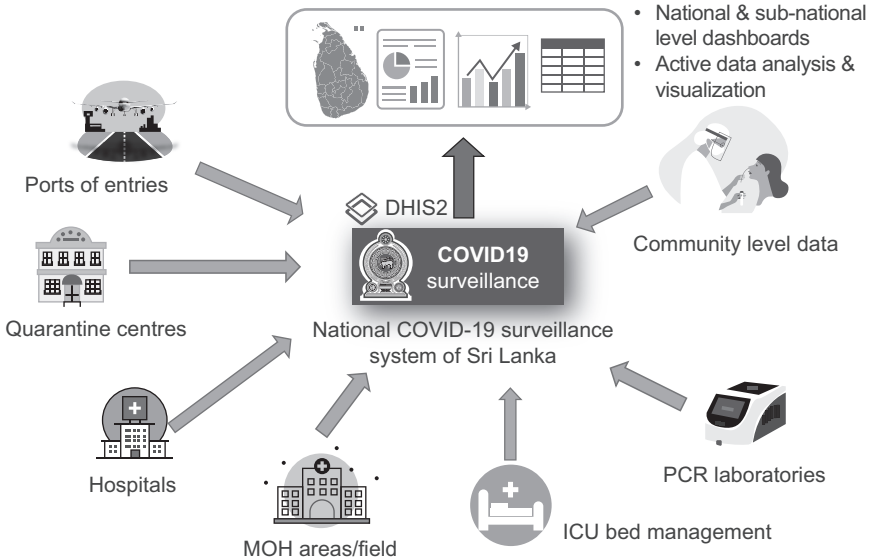 • National & sub-national
level dashboards
• Active data analysis &
visualization
Ports of entries
DHIS2
Community level data
COVID19
surveillance
Quarantine centres
National COVID-19 surveillance
system of Sri Lanka
Hospitals
PCR laboratories
MOH areas/field
ICU bed management